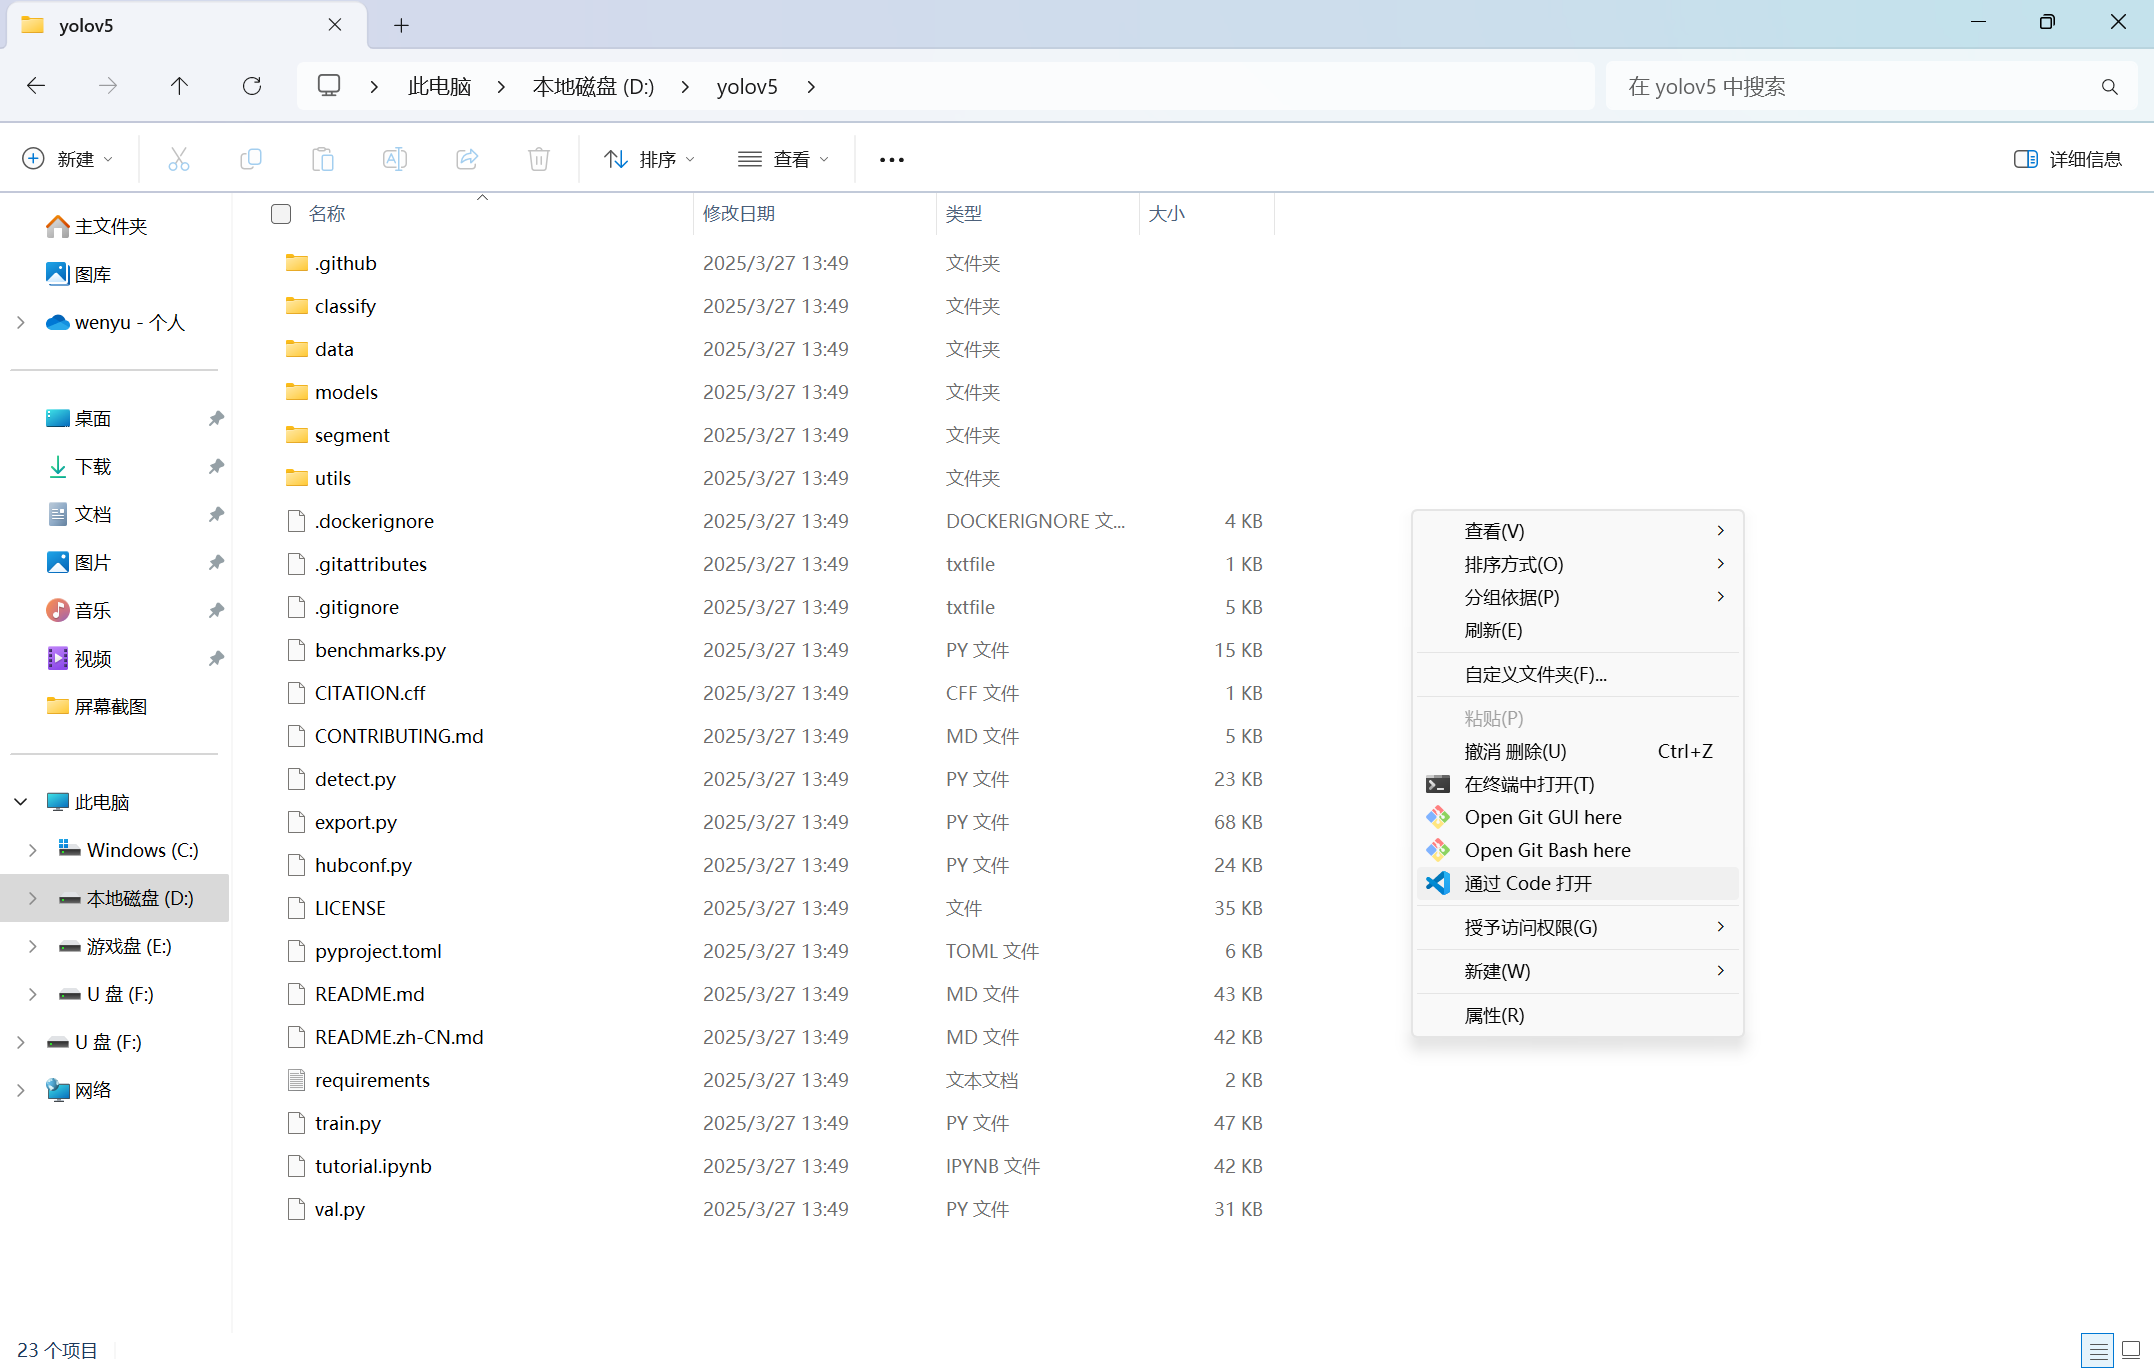 yolov5
此电脑 本地磁盘 (D:) yolov5
在 yolov5 中搜索
新建 排序 查看 详细信息
名称 修改日期 类型 大小
主文件夹
图库
wenyu - 个人
桌面
下载
文档
图片
音乐
视频
屏幕截图
此电脑
Windows (C:)
本地磁盘 (D:)
游戏盘 (E:)
U 盘 (F:)
U 盘 (F:)
网络
.github 2025/3/27 13:49 文件夹
classify 2025/3/27 13:49 文件夹
data 2025/3/27 13:49 文件夹
models 2025/3/27 13:49 文件夹
segment 2025/3/27 13:49 文件夹
utils 2025/3/27 13:49 文件夹
.dockerignore 2025/3/27 13:49 DOCKERIGNORE 文... 4 KB
.gitattributes 2025/3/27 13:49 txtfile 1 KB
.gitignore 2025/3/27 13:49 txtfile 5 KB
benchmarks.py 2025/3/27 13:49 PY 文件 15 KB
CITATION.cff 2025/3/27 13:49 CFF 文件 1 KB
CONTRIBUTING.md 2025/3/27 13:49 MD 文件 5 KB
detect.py 2025/3/27 13:49 PY 文件 23 KB
export.py 2025/3/27 13:49 PY 文件 68 KB
hubconf.py 2025/3/27 13:49 PY 文件 24 KB
LICENSE 2025/3/27 13:49 文件 35 KB
pyproject.toml 2025/3/27 13:49 TOML 文件 6 KB
README.md 2025/3/27 13:49 MD 文件 43 KB
README.zh-CN.md 2025/3/27 13:49 MD 文件 42 KB
requirements 2025/3/27 13:49 文本文档 2 KB
train.py 2025/3/27 13:49 PY 文件 47 KB
tutorial.ipynb 2025/3/27 13:49 IPYNB 文件 42 KB
val.py 2025/3/27 13:49 PY 文件 31 KB
查看(V)
排序方式(O)
分组依据(P)
刷新(E)
自定义文件夹(F)...
粘贴(P)
撤消 删除(U) Ctrl+Z
在终端中打开(T)
Open Git GUI here
Open Git Bash here
通过 Code 打开
授予访问权限(G)
新建(W)
属性(R)
23 个项目